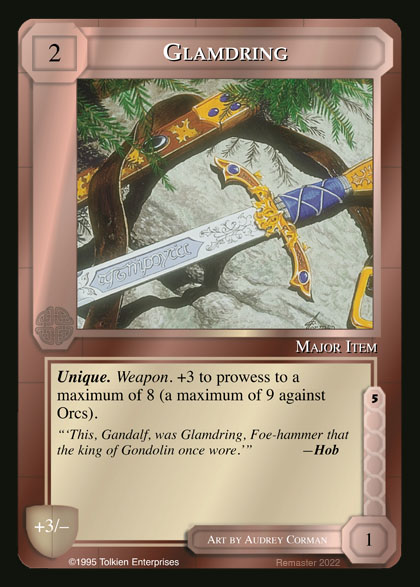 2
GLAMDRING
MAJOR ITEM
Unique. Weapon. +3 to prowess to a
maximum of 8 (a maximum of 9 against
Orcs).
“‘This, Gandalf, was Glamdring, Foe-hammer that
the king of Gondolin once wore.’” –Hob
5
+3/–
ART BY AUDREY CORMAN
1
©1995 Tolkien Enterprises
Remaster 2022